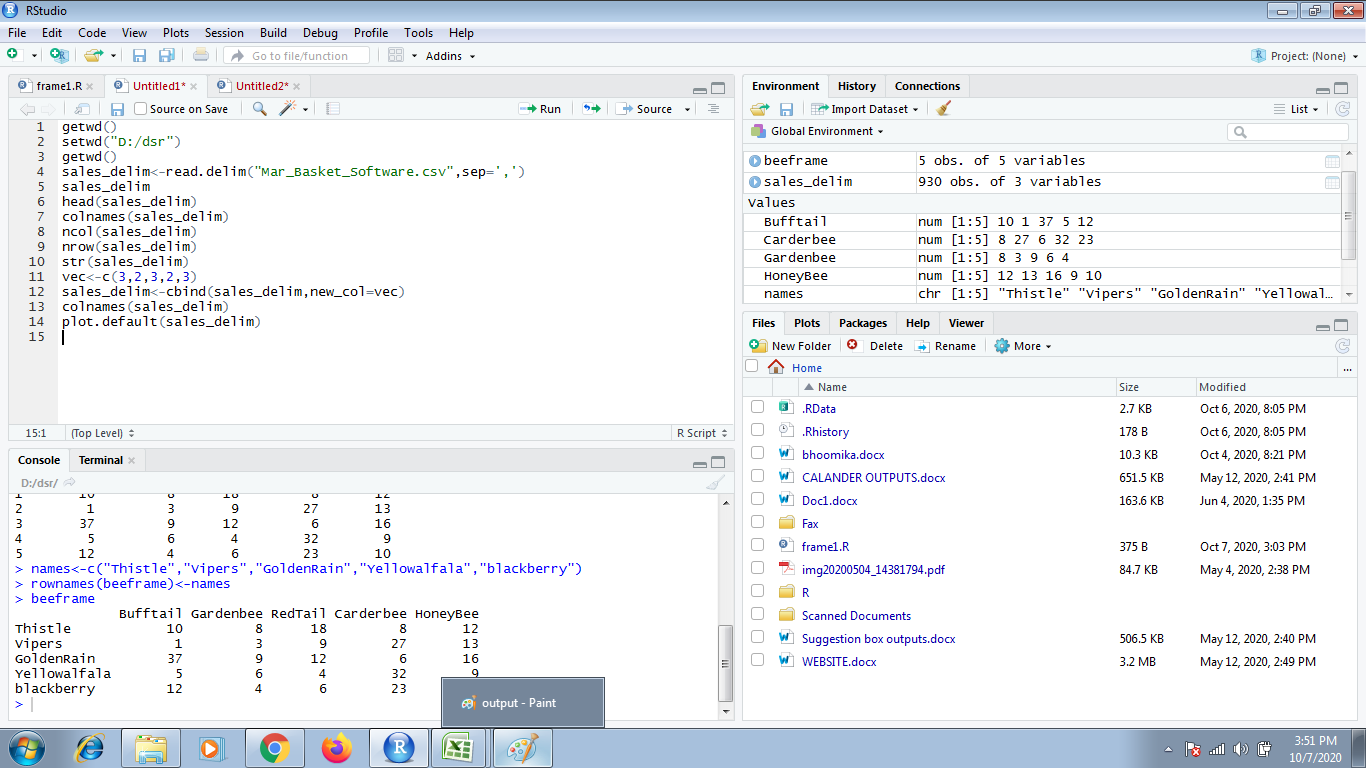 RStudio
File Edit Code View Plots Session Build Debug Profile Tools Help
Go to file/function Addins Project: (None)
frame1.R Untitled1* Untitled2*
Source on Save Run Source
1 getwd()
2 setwd("D:/dsr")
3 getwd()
4 sales_delim<-read.delim("Mar_Basket_Software.csv",sep=',')
5 sales_delim
6 head(sales_delim)
7 colnames(sales_delim)
8 ncol(sales_delim)
9 nrow(sales_delim)
10 str(sales_delim)
11 vec<-c(3,2,3,2,3)
12 sales_delim<-cbind(sales_delim,new_col=vec)
13 colnames(sales_delim)
14 plot.default(sales_delim)
15
15:1 (Top Level) R Script
Console Terminal
D:/dsr/
1 10 8 18 8 12
2 1 3 9 27 13
3 37 9 12 6 16
4 5 6 4 32 9
5 12 4 6 23 10
> names<-c("Thistle","Vipers","GoldenRain","Yellowalfala","blackberry")
> rownames(beeframe)<-names
> beeframe
Bufftail Gardenbee RedTail Carderbee HoneyBee
Thistle 10 8 18 8 12
Vipers 1 3 9 27 13
GoldenRain 37 9 12 6 16
Yellowalfala 5 6 4 32 9
blackberry 12 4 6 23
>
output - Paint
Environment History Connections
Import Dataset List
Global Environment
beeframe 5 obs. of 5 variables
sales_delim 930 obs. of 3 variables
Values
Bufftail num [1:5] 10 1 37 5 12
Carderbee num [1:5] 8 27 6 32 23
Gardenbee num [1:5] 8 3 9 6 4
HoneyBee num [1:5] 12 13 16 9 10
names chr [1:5] "Thistle" "Vipers" "GoldenRain" "Yellowal…
Files Plots Packages Help Viewer
New Folder Delete Rename More
Home ...
Name Size Modified
.RData 2.7 KB Oct 6, 2020, 8:05 PM
.Rhistory 178 B Oct 6, 2020, 8:05 PM
bhoomika.docx 10.3 KB Oct 4, 2020, 8:21 PM
CALANDER OUTPUTS.docx 651.5 KB May 12, 2020, 2:41 PM
Doc1.docx 163.6 KB Jun 4, 2020, 1:35 PM
Fax
frame1.R 375 B Oct 7, 2020, 3:03 PM
img20200504_14381794.pdf 84.7 KB May 4, 2020, 2:38 PM
R
Scanned Documents
Suggestion box outputs.docx 506.5 KB May 12, 2020, 2:40 PM
WEBSITE.docx 3.2 MB May 12, 2020, 2:49 PM
3:51 PM
10/7/2020